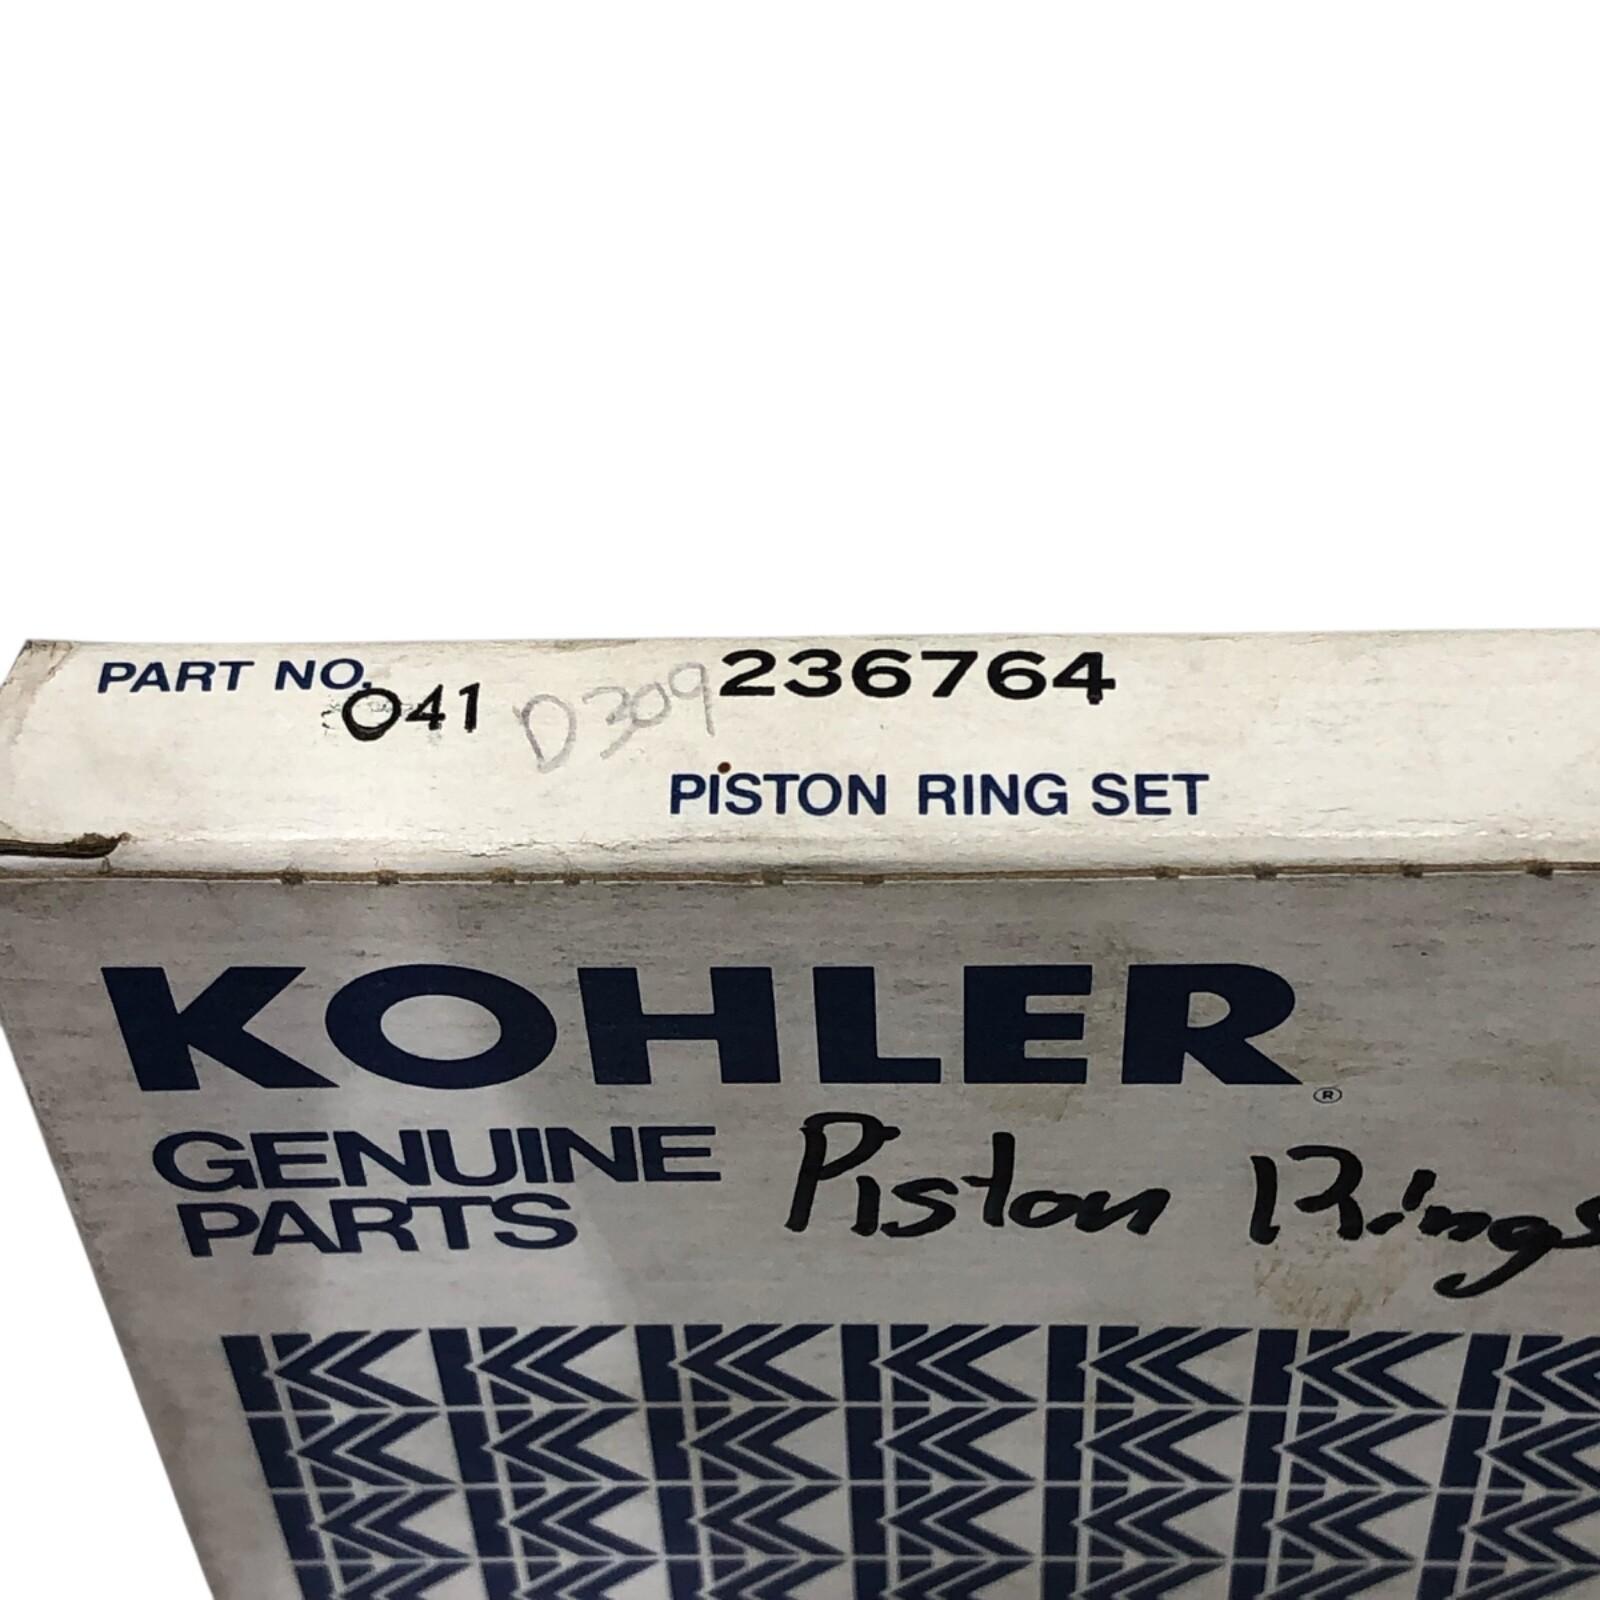 PART NO. 236764
041 D309
PISTON RING SET
KOHLER®
GENUINE
PARTS
Piston Rings